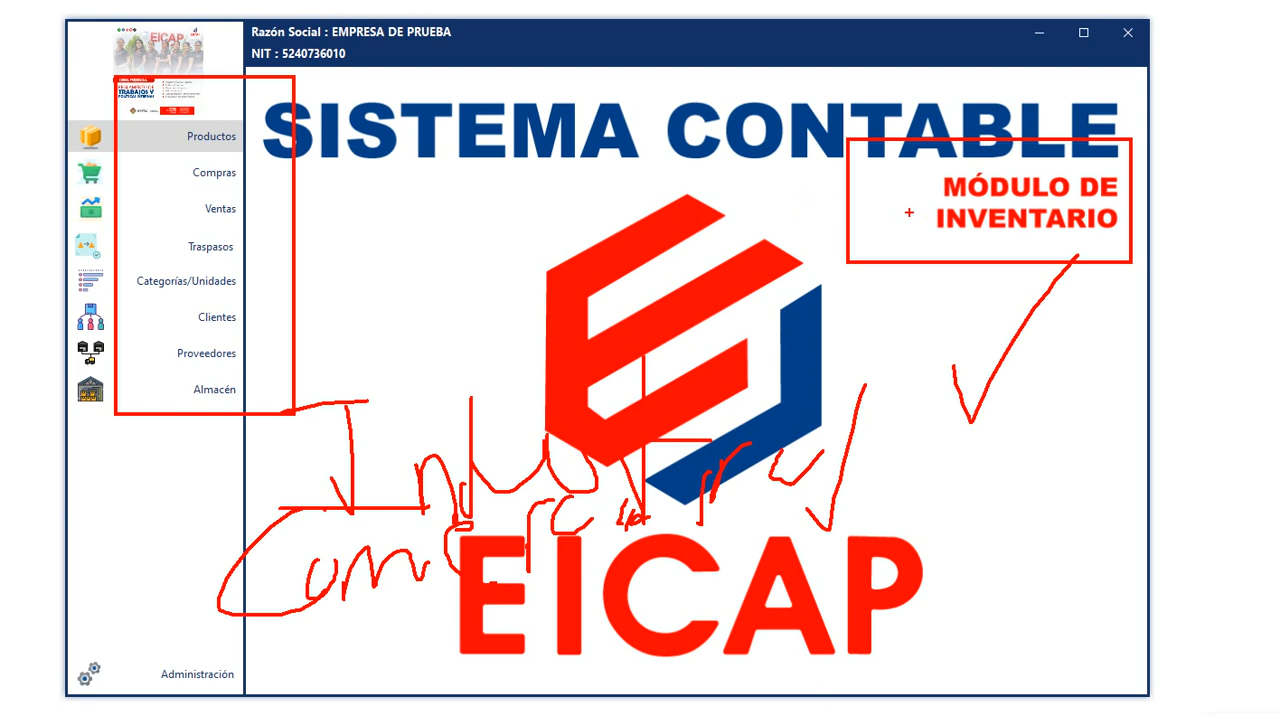 Razón Social : EMPRESA DE PRUEBA
NIT : 5240736010
EICAP
TRABAJOS Y
Productos
Compras
Ventas
Traspasos
Categorías/Unidades
Clientes
Proveedores
Almacén
Administración
SISTEMA CONTABLE
MÓDULO DE
INVENTARIO
EICAP